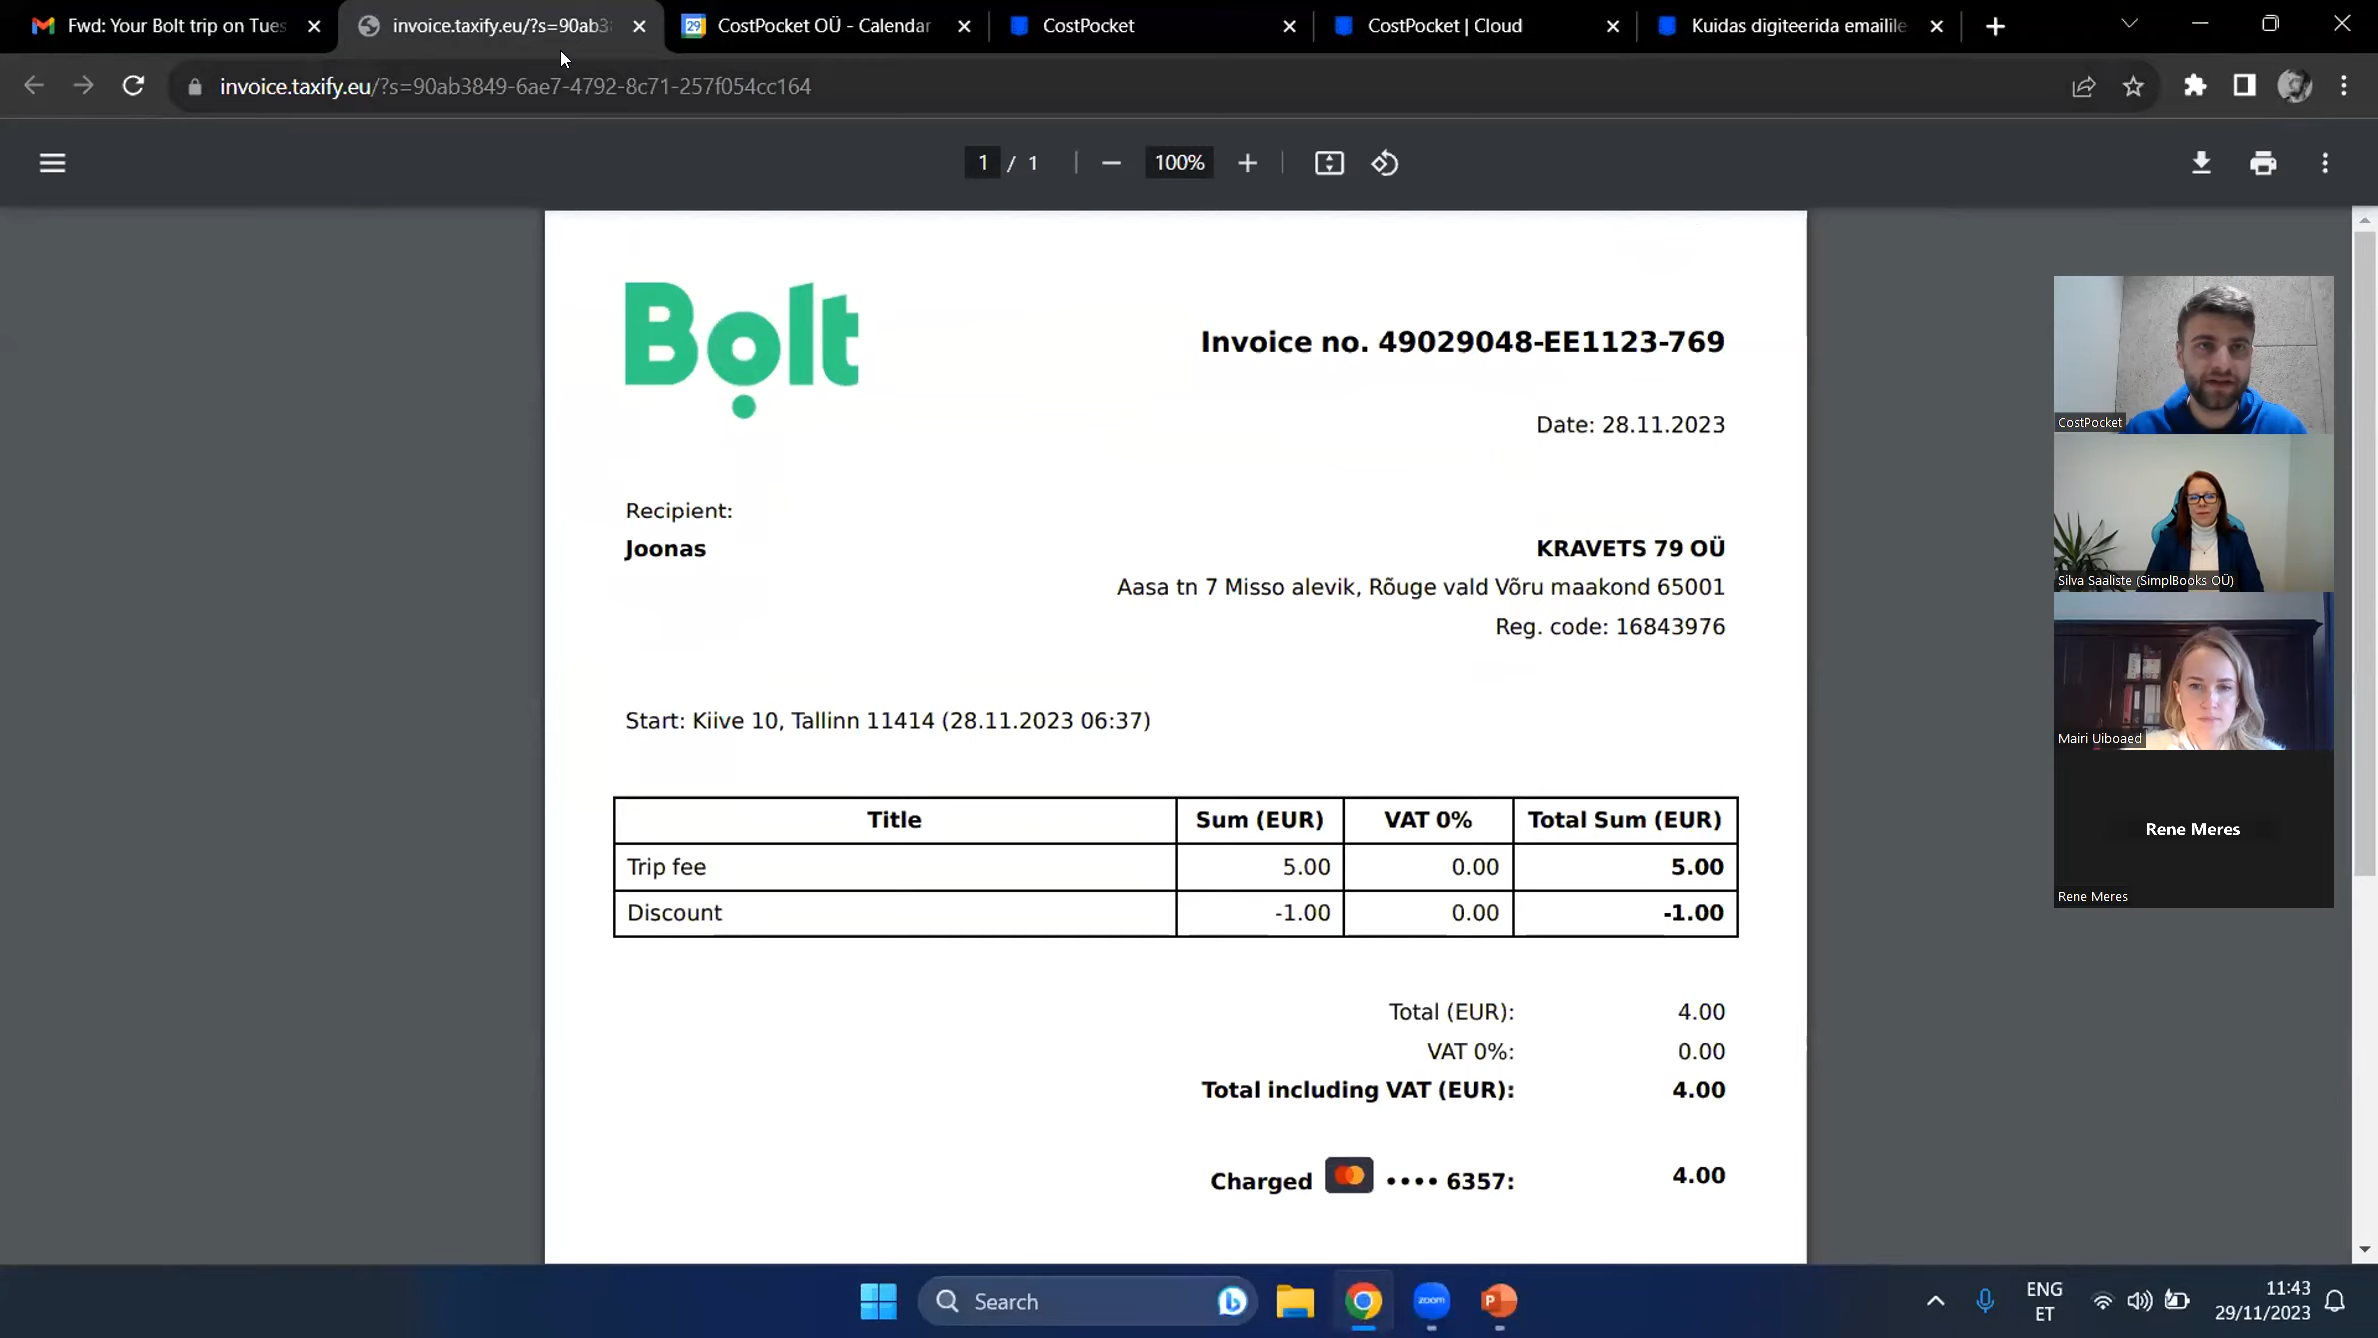 Fwd: Your Bolt trip on Tues
invoice.taxify.eu/?s=90ab3
29
CostPocket OÜ - Calendar
CostPocket
CostPocket | Cloud
Kuidas digiteerida emailile
invoice.taxify.eu/?s=90ab3849-6ae7-4792-8c71-257f054cc164
1 / 1
100%
Bolt
Invoice no. 49029048-EE1123-769
Date: 28.11.2023
Recipient:
Joonas
KRAVETS 79 OÜ
Aasa tn 7 Misso alevik, Rõuge vald Võru maakond 65001
Reg. code: 16843976
Start: Kiive 10, Tallinn 11414 (28.11.2023 06:37)
Title Sum (EUR) VAT 0% Total Sum (EUR)
Trip fee 5.00 0.00 5.00
Discount -1.00 0.00 -1.00
Total (EUR): 4.00
VAT 0%: 0.00
Total including VAT (EUR): 4.00
Charged •••• 6357: 4.00
CostPocket
Silva Saaliste (SimplBooks OÜ)
Mairi Uiboaed
Rene Meres
Rene Meres
Search
zoom
P
ENG
ET
11:43
29/11/2023